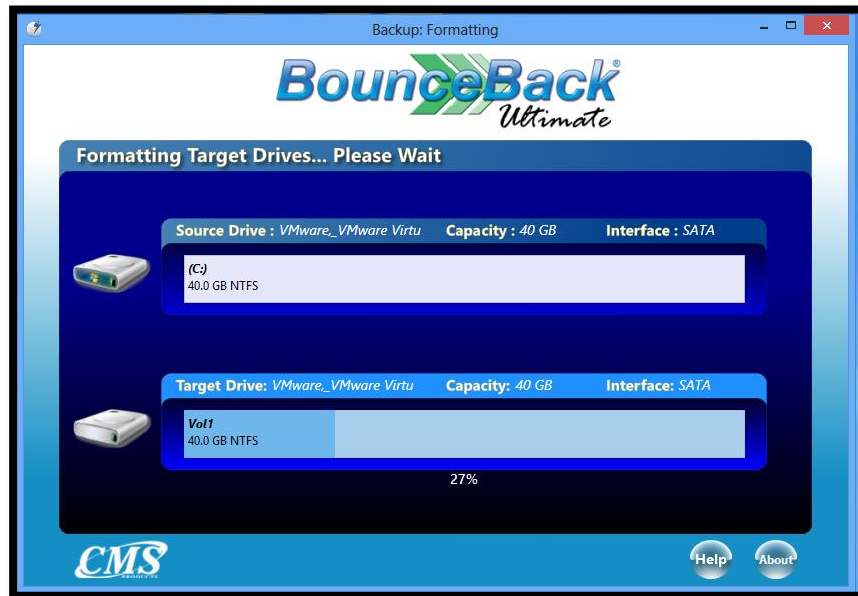 Backup: Formatting
BounceBack®
Ultimate
Formatting Target Drives... Please Wait
Source Drive : VMware,_VMware Virtu Capacity : 40 GB Interface : SATA
(C:)
40.0 GB NTFS
Target Drive: VMware,_VMware Virtu Capacity: 40 GB Interface: SATA
Vol1
40.0 GB NTFS
27%
CMS
PRODUCTS
Help About